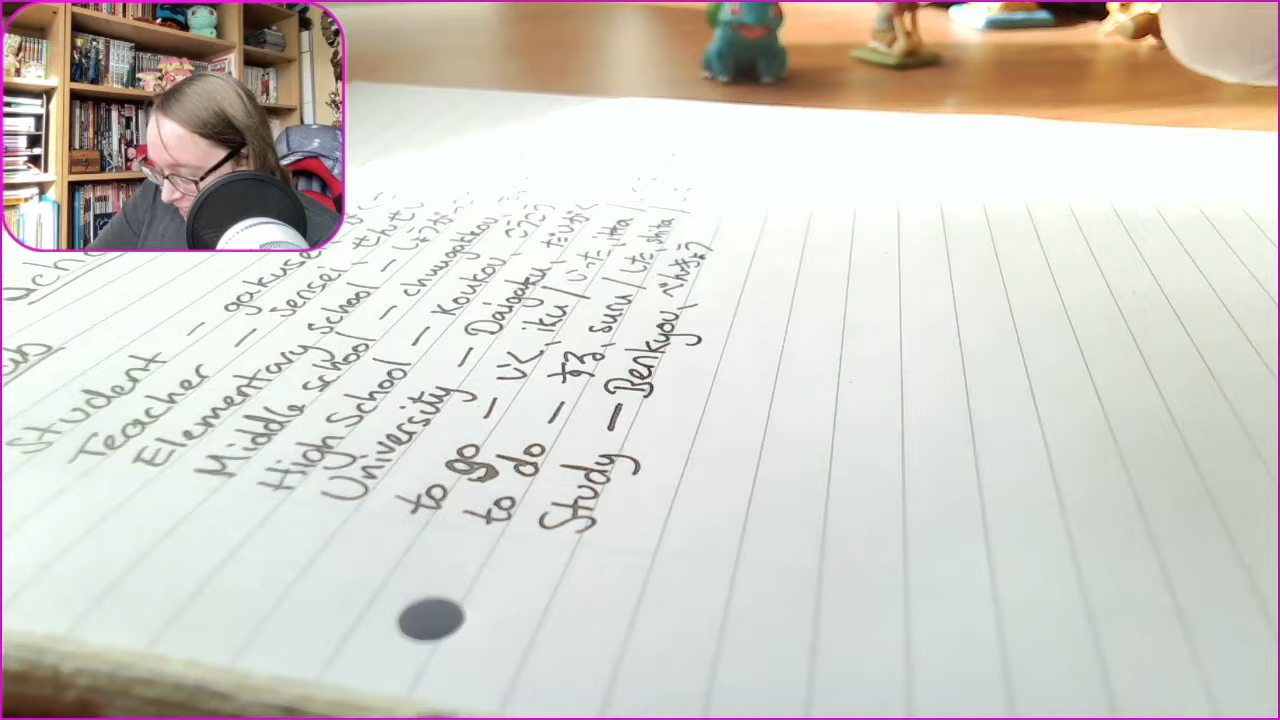 Student - gakuse
Teacher - Sensei, せんせい
Elementary school - しょうがっこ
Middle school - chuugakkou
High School - Koukou, こうこう
University - Daigaku, だいがく
to go - いく, iku / いった, itta
to do - する, suru / した, shita
Study - Benkyou, べんきょう